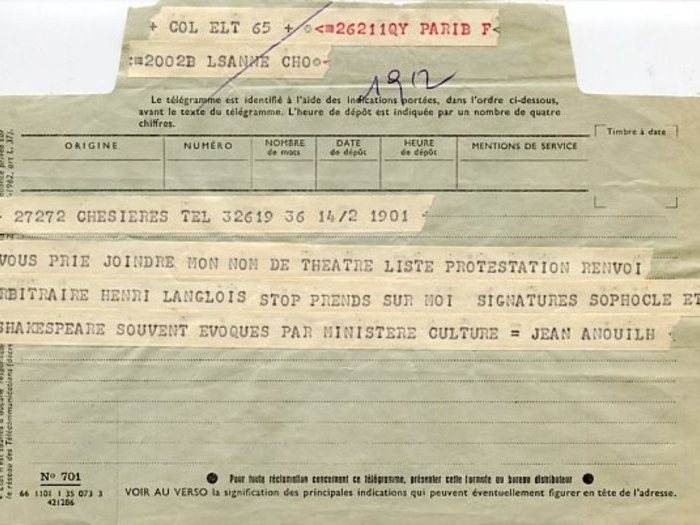 + COL ELT 65 + ⊙<=26211QY PARIB F<
:=2002B LSANNE CHO⊙<
1912
Le télégramme est identifié à l'aide des indications portées, dans l'ordre ci-dessous,
avant le texte du télégramme. L'heure de dépôt est indiquée par un nombre de quatre
chiffres.
Timbre à date
ORIGINE NUMÉRO NOMBRE de mots DATE de dépôt HEURE de dépôt MENTIONS DE SERVICE
27272 CHESIERES TEL 32619 36 14/2 1901 +
VOUS PRIE JOINDRE MON NOM DE THEATRE LISTE PROTESTATION RENVOI
RBITRAIRE HENRI LANGLOIS STOP PRENDS SUR MOI SIGNATURES SOPHOCLE ET
SHAKESPEARE SOUVENT EVOQUES PAR MINISTERE CULTURE = JEAN ANOUILH
N° 701
66 1101 1 35 073 3
421286
Pour toute réclamation concernant ce télégramme, présenter cette formule au bureau distributeur
VOIR AU VERSO la signification des principales indications qui peuvent éventuellement figurer en tête de l'adresse.
le réseau des Télécommunications